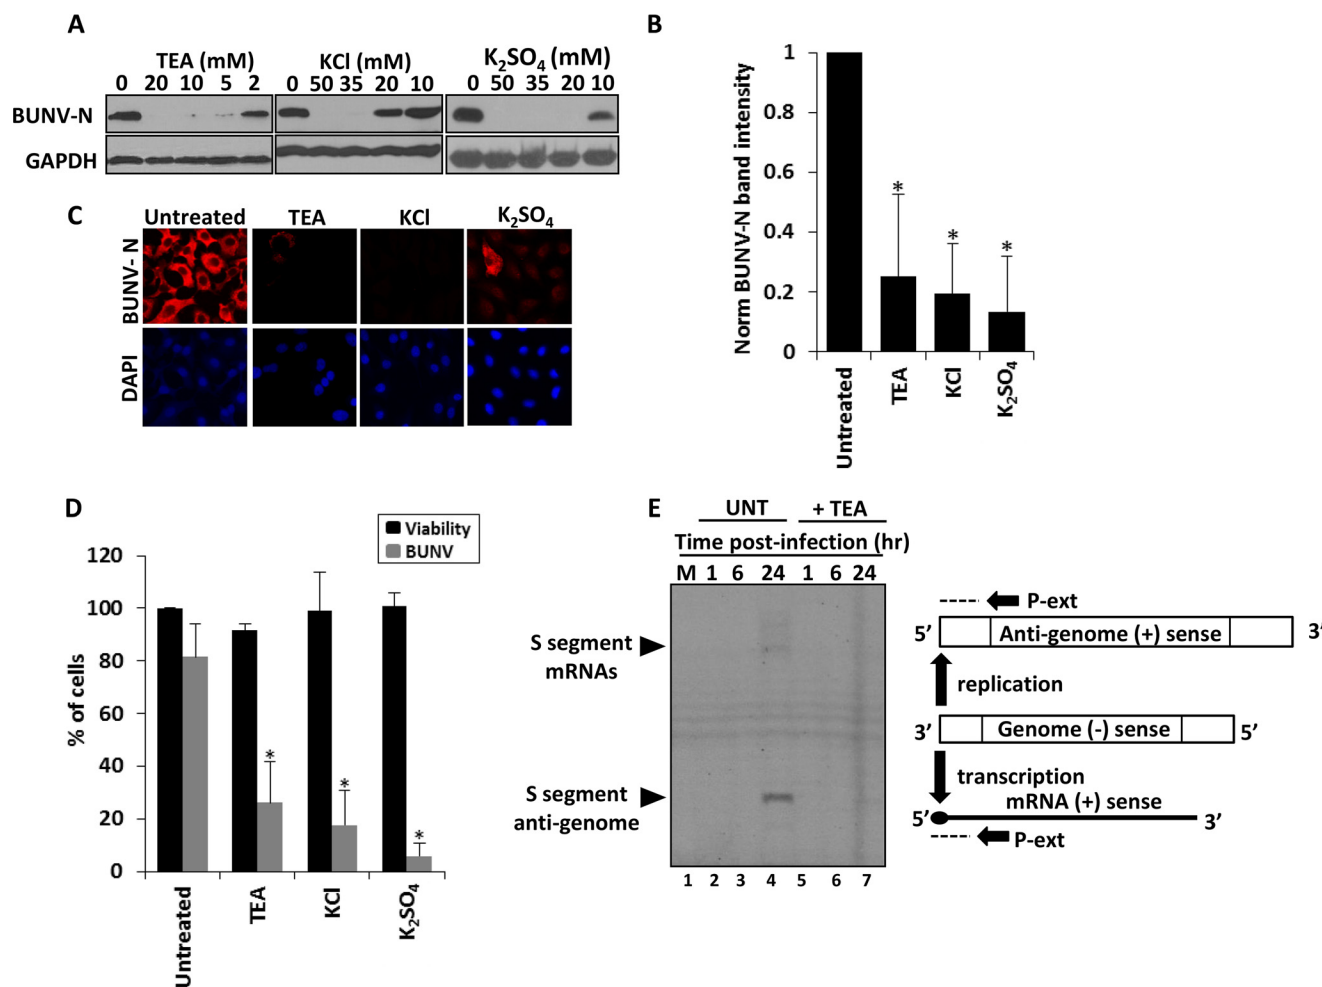 A
TEA (mM)
KCl (mM)
K₂SO₄ (mM)
0 20 10 5 2
0 50 35 20 10
0 50 35 20 10
BUNV-N
GAPDH
B
1
0.8
0.6
0.4
0.2
0
Norm BUNV-N band intensity
*
*
*
Untreated
TEA
KCl
K₂SO₄
C
Untreated
TEA
KCl
K₂SO₄
BUNV- N
DAPI
D
Viability
BUNV
120
100
80
60
40
20
0
% of cells
*
*
*
Untreated
TEA
KCl
K₂SO₄
E
UNT
+ TEA
Time post-infection (hr)
M 1 6 24 1 6 24
S segment
mRNAs
S segment
anti-genome
1 2 3 4 5 6 7
P-ext
5’ Anti-genome (+) sense 3’
replication
3’ Genome (-) sense 5’
transcription
mRNA (+) sense
5’ 3’
P-ext